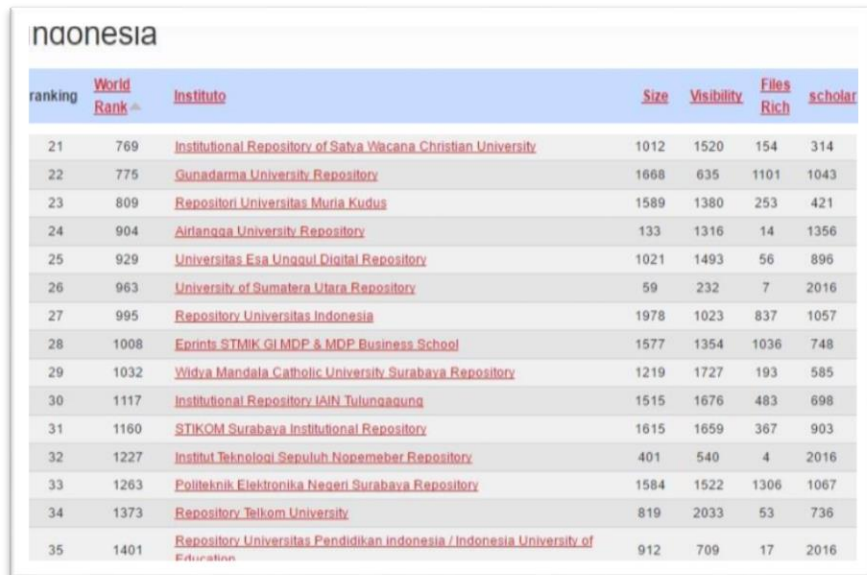 Indonesia
ranking World Rank Instituto Size Visibility Files Rich scholar
21 769 Institutional Repository of Satya Wacana Christian University 1012 1520 154 314
22 775 Gunadarma University Repository 1668 635 1101 1043
23 809 Repositori Universitas Muria Kudus 1589 1380 253 421
24 904 Airlangga University Repository 133 1316 14 1356
25 929 Universitas Esa Unggul Digital Repository 1021 1493 56 896
26 963 University of Sumatera Utara Repository 59 232 7 2016
27 995 Repository Universitas Indonesia 1978 1023 837 1057
28 1008 Eprints STMIK GI MDP & MDP Business School 1577 1354 1036 748
29 1032 Widya Mandala Catholic University Surabaya Repository 1219 1727 193 585
30 1117 Institutional Repository IAIN Tulungagung 1515 1676 483 698
31 1160 STIKOM Surabaya Institutional Repository 1615 1659 367 903
32 1227 Institut Teknologi Sepuluh Nopemeber Repository 401 540 4 2016
33 1263 Politeknik Elektronika Negeri Surabaya Repository 1584 1522 1306 1067
34 1373 Repository Telkom University 819 2033 53 736
35 1401 Repository Universitas Pendidikan indonesia / Indonesia University of Education 912 709 17 2016